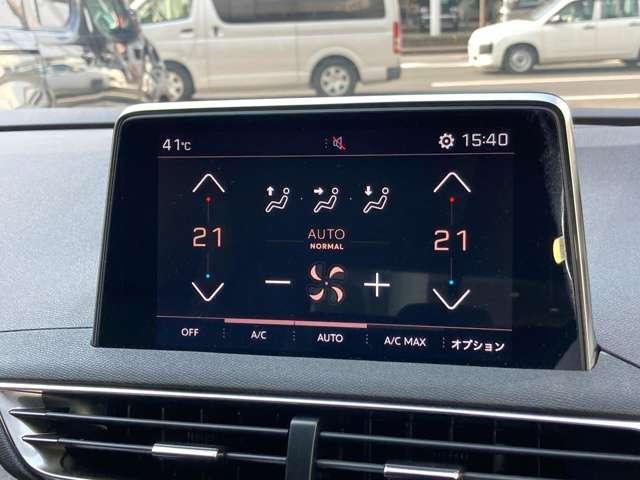 41°C 15:40
21 AUTO 21
NORMAL
OFF A/C AUTO A/C MAX オプション